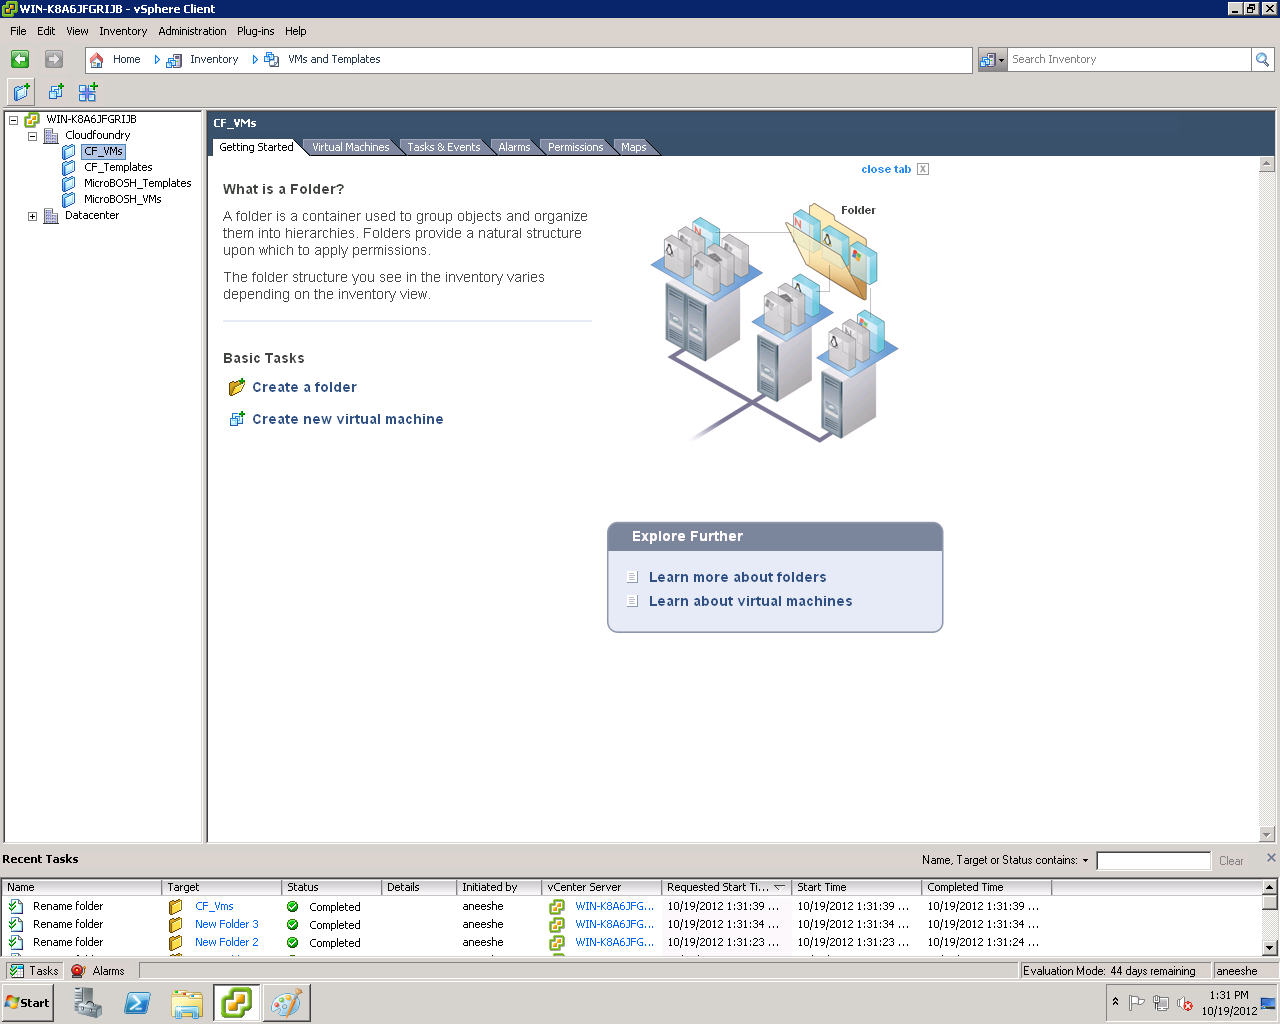 WIN-K8A6JFGRIJB - vSphere Client
File Edit View Inventory Administration Plug-ins Help
Home Inventory VMs and Templates Search Inventory
WIN-K8A6JFGRIJB
Cloudfoundry
CF_VMs
CF_Templates
MicroBOSH_Templates
MicroBOSH_VMs
Datacenter
CF_VMs
Getting Started Virtual Machines Tasks & Events Alarms Permissions Maps
close tab X
What is a Folder?
A folder is a container used to group objects and organize
them into hierarchies. Folders provide a natural structure
upon which to apply permissions.
The folder structure you see in the inventory varies
depending on the inventory view.
Basic Tasks
Create a folder
Create new virtual machine
Folder
Explore Further
Learn more about folders
Learn about virtual machines
Recent Tasks Name, Target or Status contains: Clear
Name Target Status Details Initiated by vCenter Server Requested Start Ti... Start Time Completed Time
Rename folder CF_Vms Completed aneeshe WIN-K8A6JFG... 10/19/2012 1:31:39 ... 10/19/2012 1:31:39 ... 10/19/2012 1:31:39 ...
Rename folder New Folder 3 Completed aneeshe WIN-K8A6JFG... 10/19/2012 1:31:34 ... 10/19/2012 1:31:34 ... 10/19/2012 1:31:34 ...
Rename folder New Folder 2 Completed aneeshe WIN-K8A6JFG... 10/19/2012 1:31:23 ... 10/19/2012 1:31:23 ... 10/19/2012 1:31:24 ...
Tasks Alarms Evaluation Mode: 44 days remaining aneeshe
Start 1:31 PM
10/19/2012